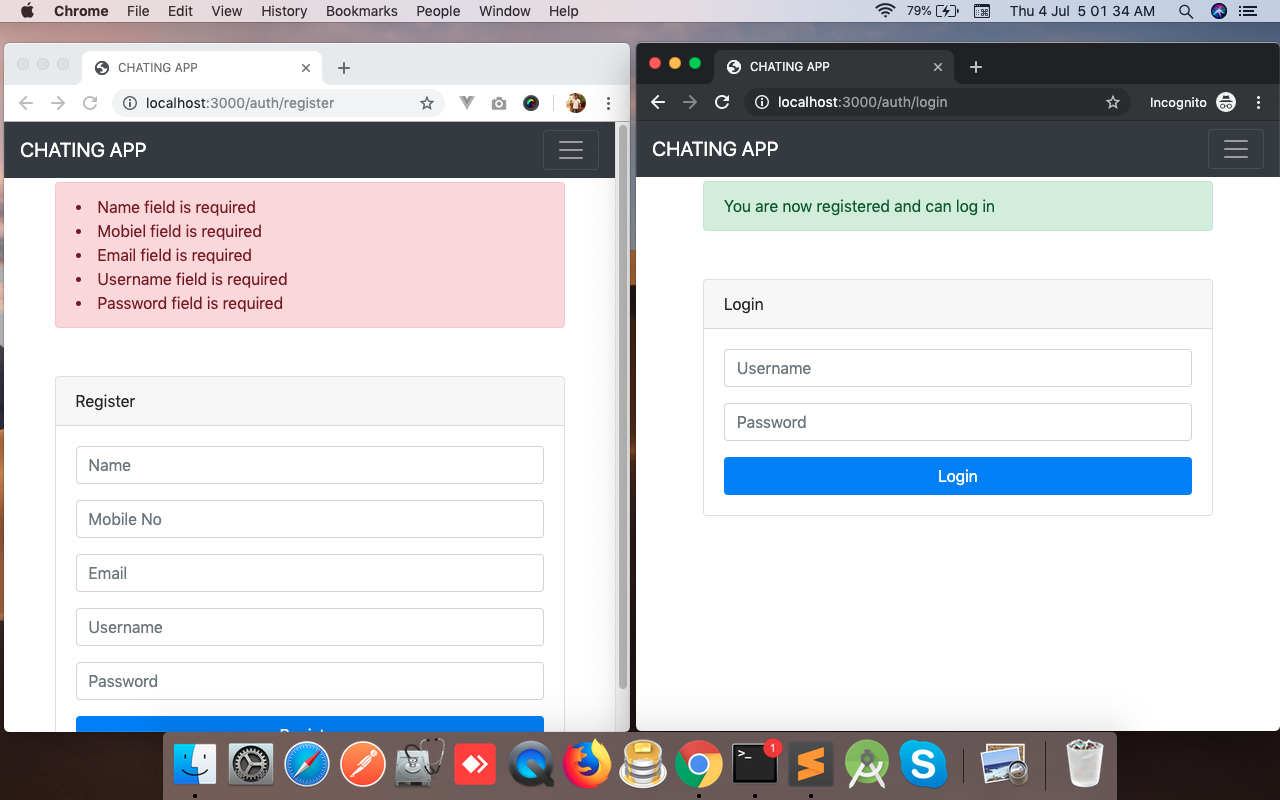 Chrome File Edit View History Bookmarks People Window Help 79% Thu 4 Jul 5 01 34 AM
CHATING APP
localhost:3000/auth/register
CHATING APP
Name field is required
Mobiel field is required
Email field is required
Username field is required
Password field is required
Register
Name
Mobile No
Email
Username
Password
CHATING APP
localhost:3000/auth/login Incognito
CHATING APP
You are now registered and can log in
Login
Username
Password
Login
>_ 1
S